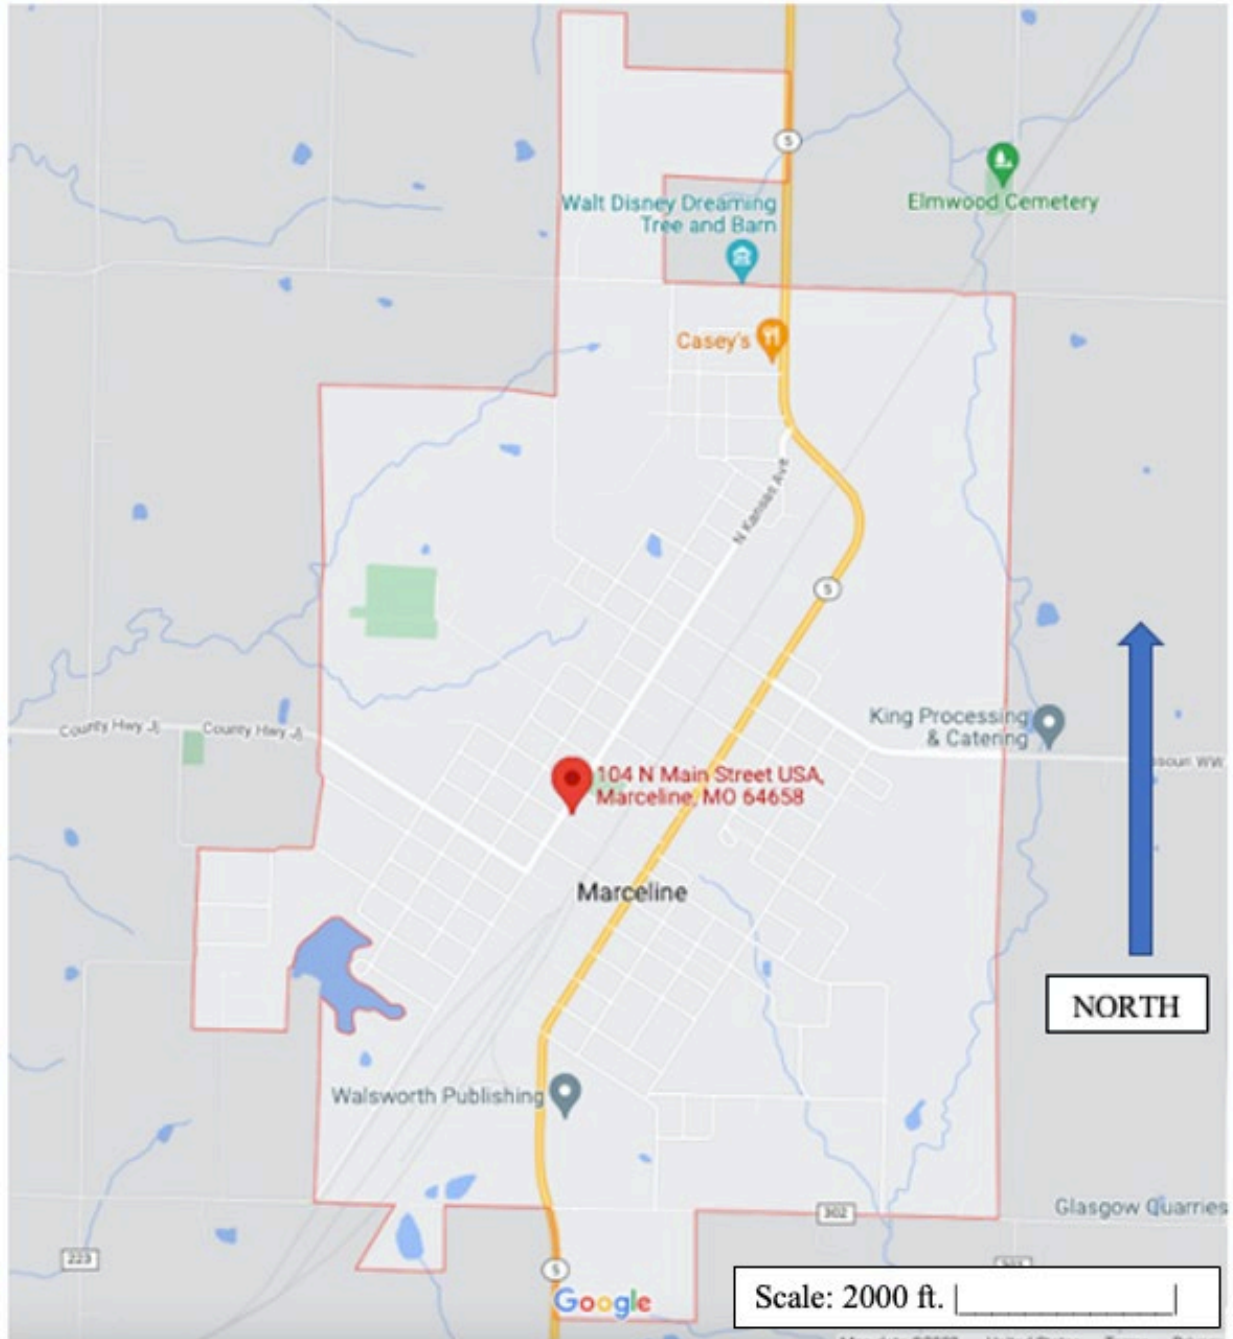 5
Walt Disney Dreaming
Tree and Barn
Elmwood Cemetery
Casey's
N Kansas Ave
5
County Hwy JJ
County Hwy JJ
King Processing
& Catering
104 N Main Street USA,
Marceline, MO 64658
Marceline
NORTH
Walsworth Publishing
302
Glasgow Quarries
223
5
Google
Scale: 2000 ft.